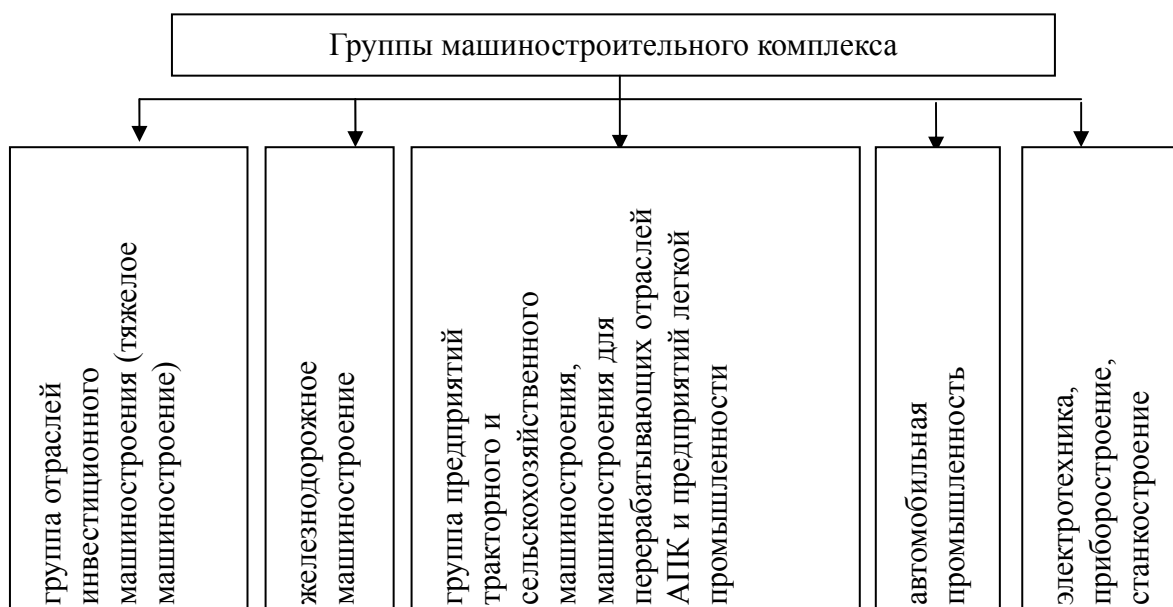 Группы машиностроительного комплекса
группа отраслей
инвестиционного
машиностроения (тяжелое
машиностроение)
железнодорожное
машиностроение
группа предприятий
тракторного и
сельскохозяйственного
машиностроения,
машиностроения для
перерабатывающих отраслей
АПК и предприятий легкой
промышленности
автомобильная
промышленность
электротехника,
приборостроение,
станкостроение